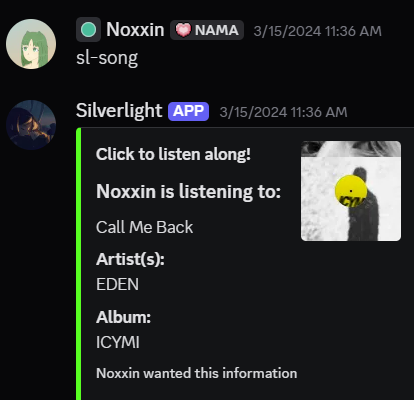 Noxxin NAMA 3/15/2024 11:36 AM
sl-song
Silverlight APP 3/15/2024 11:36 AM
Click to listen along!
Noxxin is listening to:
Call Me Back
Artist(s):
EDEN
Album:
ICYMI
Noxxin wanted this information